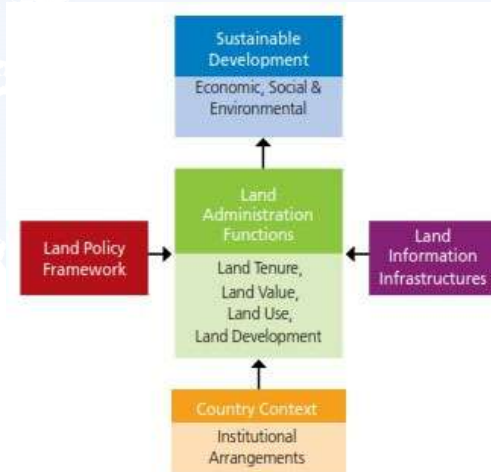 Sustainable
Development
Economic, Social &
Environmental
Land
Administration
Functions
Land Policy
Framework
Land
Information
Infrastructures
Land Tenure,
Land Value,
Land Use,
Land Development
Country Context
Institutional
Arrangements